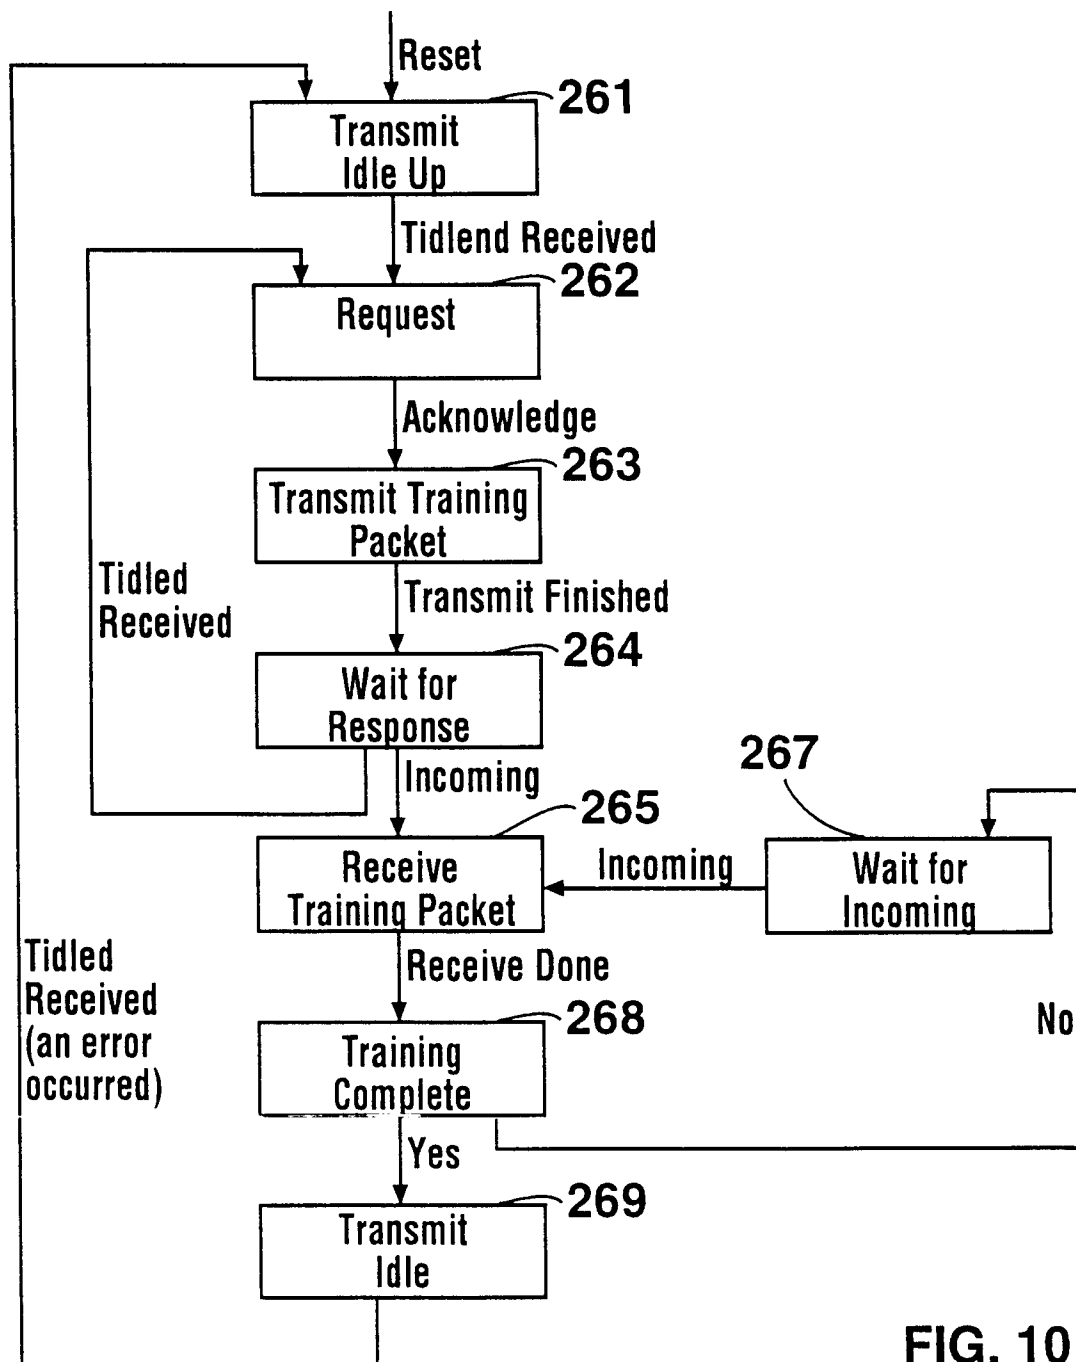 Reset
261
Transmit
Idle Up
Tidlend Received
262
Request
Acknowledge
263
Transmit Training
Packet
Tidled
Received
Transmit Finished
264
Wait for
Response
Incoming
267
265
Receive
Training Packet
Incoming
Wait for
Incoming
Tidled
Received
(an error
occurred)
Receive Done
268
Training
Complete
No
Yes
269
Transmit
Idle
FIG. 10